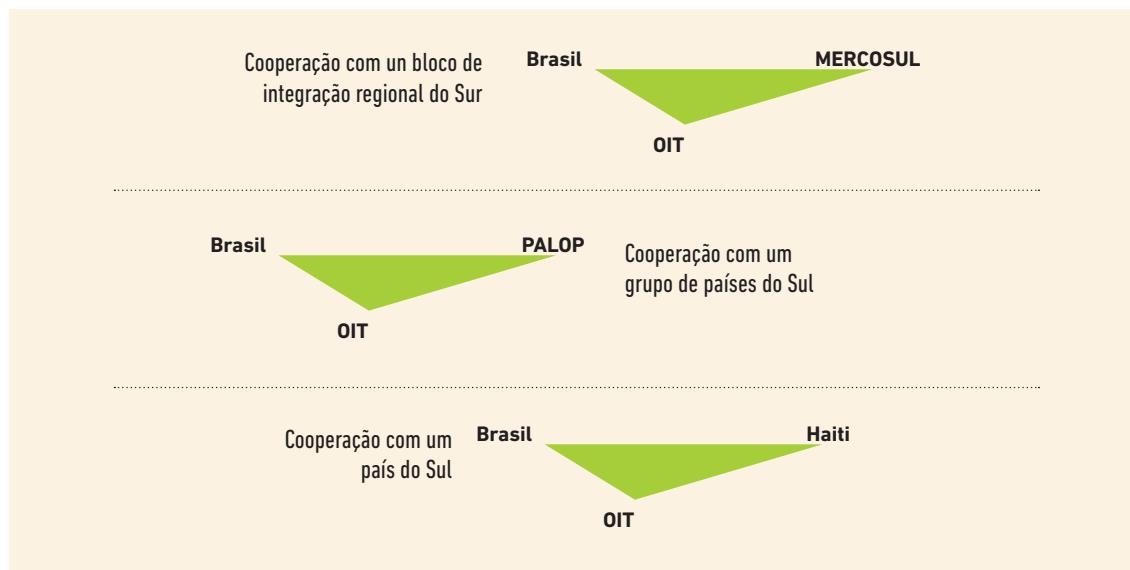 Cooperação com un bloco de
integração regional do Sur
Brasil
MERCOSUL
OIT
Brasil
PALOP
OIT
Cooperação com um
grupo de países do Sul
Cooperação com um
país do Sul
Brasil
Haiti
OIT